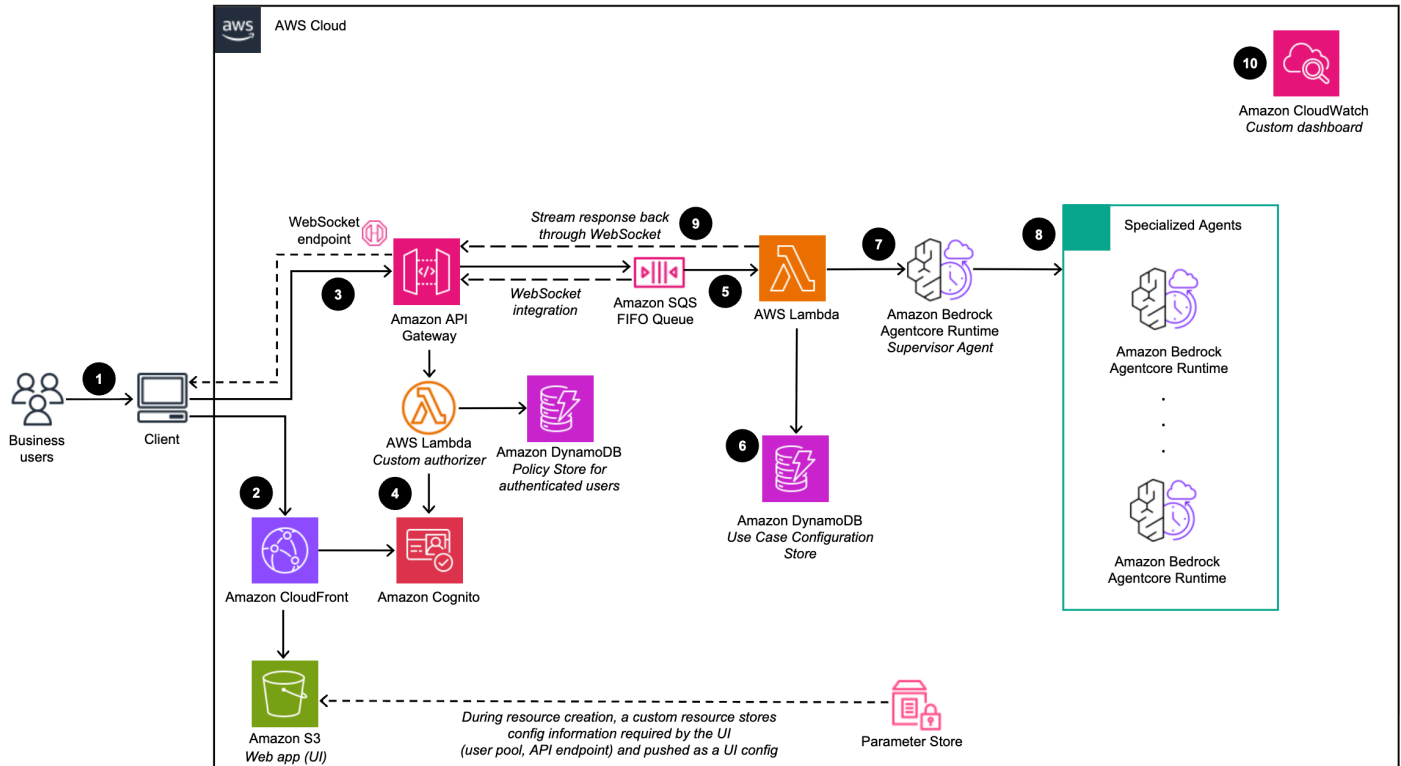 aws
AWS Cloud
10
Amazon CloudWatch
Custom dashboard
WebSocket
endpoint
Stream response back
through WebSocket
9
3
Amazon API
Gateway
WebSocket
integration
Amazon SQS
FIFO Queue
5
AWS Lambda
7
Amazon Bedrock
Agentcore Runtime
Supervisor Agent
8
Specialized Agents
Amazon Bedrock
Agentcore Runtime
.
.
.
Amazon Bedrock
Agentcore Runtime
1
Business
users
Client
AWS Lambda
Custom authorizer
Amazon DynamoDB
Policy Store for
authenticated users
6
Amazon DynamoDB
Use Case Configuration
Store
2
Amazon CloudFront
4
Amazon Cognito
Amazon S3
Web app (UI)
During resource creation, a custom resource stores
config information required by the UI
(user pool, API endpoint) and pushed as a UI config
Parameter Store